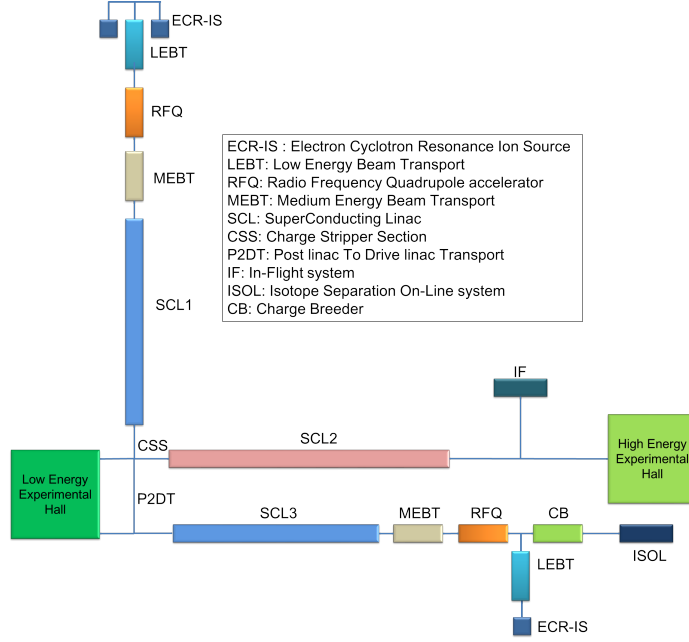 ECR-IS
LEBT
RFQ
MEBT
SCL1
ECR-IS : Electron Cyclotron Resonance Ion Source
LEBT: Low Energy Beam Transport
RFQ: Radio Frequency Quadrupole accelerator
MEBT: Medium Energy Beam Transport
SCL: SuperConducting Linac
CSS: Charge Stripper Section
P2DT: Post linac To Drive linac Transport
IF: In-Flight system
ISOL: Isotope Separation On-Line system
CB: Charge Breeder
IF
CSS
SCL2
High Energy
Experimental
Hall
Low Energy
Experimental
Hall
P2DT
SCL3
MEBT
RFQ
CB
ISOL
LEBT
ECR-IS